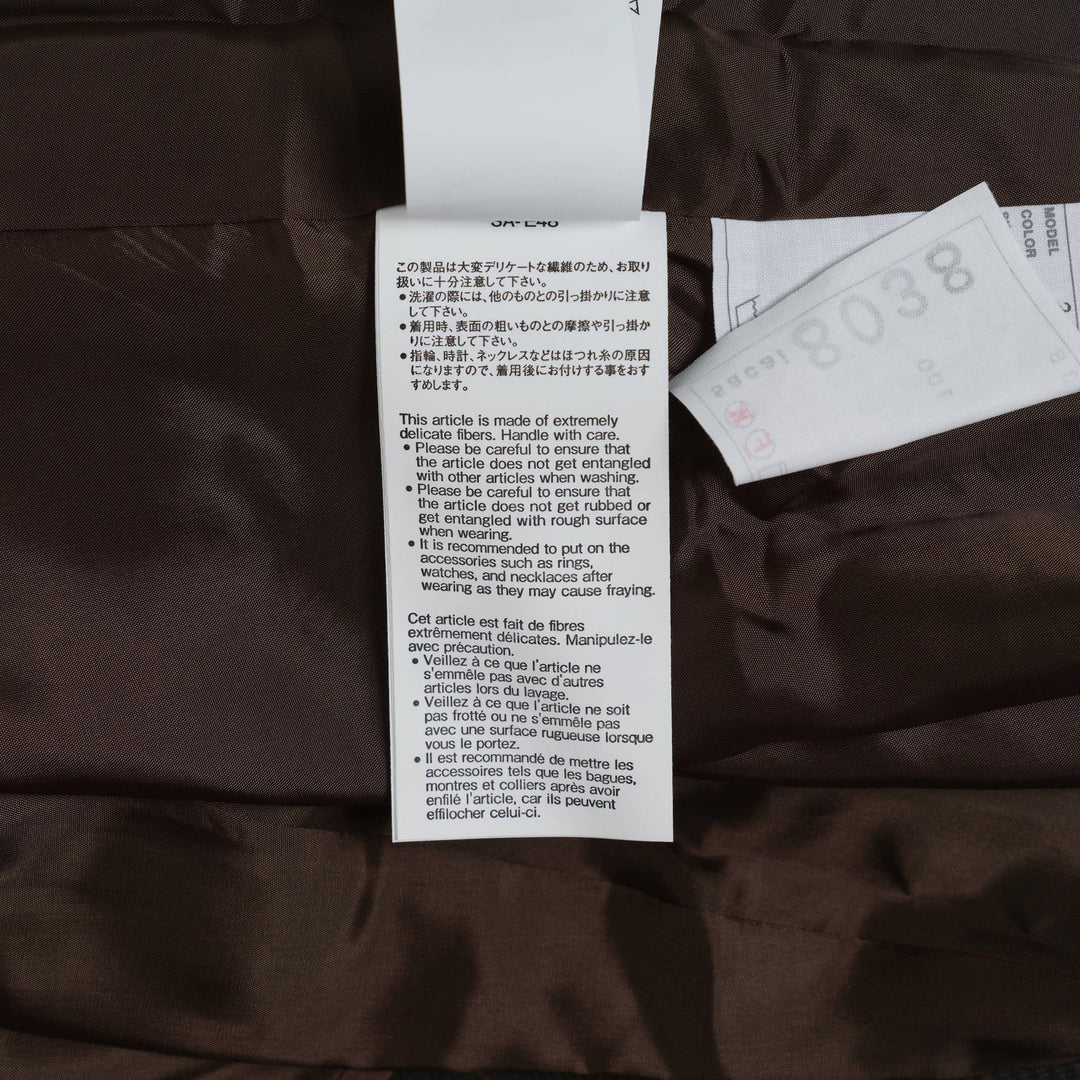 SA-E48
この製品は大変デリケートな繊維のため、お取り
扱いに十分注意して下さい。
●洗濯の際には、他のものとの引っ掛かりに注意
して下さい。
●着用時、表面の粗いものとの摩擦や引っ掛か
りに注意して下さい。
●指輪、時計、ネックレスなどはほつれ糸の原因
になりますので、着用後にお付けする事をおす
すめします。
This article is made of extremely
delicate fibers. Handle with care.
● Please be careful to ensure that
the article does not get entangled
with other articles when washing.
● Please be careful to ensure that
the article does not get rubbed or
get entangled with rough surface
when wearing.
● It is recommended to put on the
accessories such as rings,
watches, and necklaces after
wearing as they may cause fraying.
Cet article est fait de fibres
extrêmement délicates. Manipulez-le
avec précaution.
● Veillez à ce que l'article ne
s'emmêle pas avec d'autres
articles lors du lavage.
● Veillez à ce que l'article ne soit
pas frotté ou ne s'emmêle pas
avec une surface rugueuse lorsque
vous le portez.
● Il est recommandé de mettre les
accessoires tels que les bagues,
montres et colliers après avoir
enfilé l'article, car ils peuvent
effilocher celui-ci.
MODEL
COLOR
sacai
8038
001